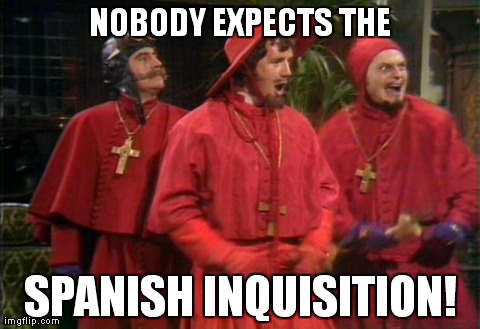 NOBODY EXPECTS THE
SPANISH INQUISITION!
imgflip.com